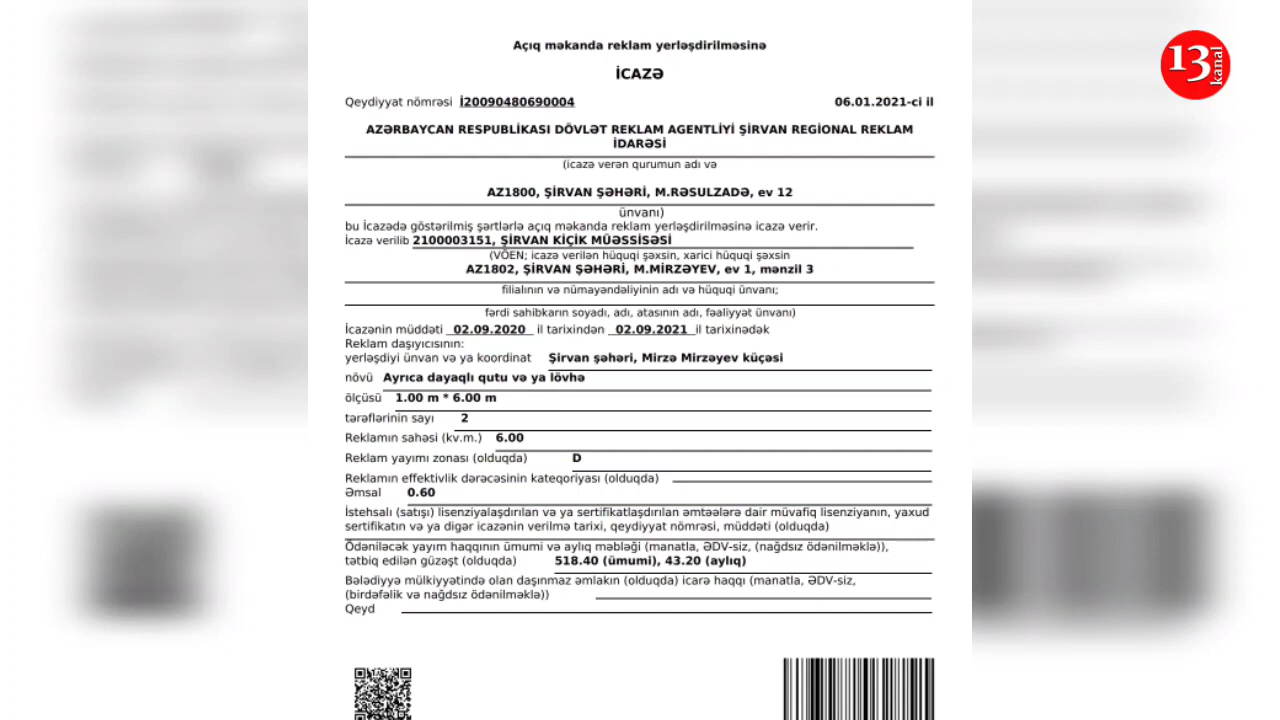 13 kanal
Açıq məkanda reklam yerləşdirilməsinə
İCAZƏ
Qeydiyyat nömrəsi İ20090480690004 06.01.2021-ci il
AZƏRBAYCAN RESPUBLİKASI DÖVLƏT REKLAM AGENTLİYİ ŞİRVAN REGIONAL REKLAM
İDARƏSİ
(icazə verən qurumun adı və
AZ1800, ŞİRVAN ŞƏHƏRİ, M.RƏSULZADƏ, ev 12
ünvanı)
bu İcazədə göstərilmiş şərtlərlə açıq məkanda reklam yerləşdirilməsinə icazə verir.
İcazə verilib 2100003151, ŞİRVAN KİÇİK MÜƏSSİSƏSİ
(VÖEN; icazə verilən hüquqi şəxsin, xarici hüquqi şəxsin
AZ1802, ŞİRVAN ŞƏHƏRİ, M.MİRZƏYEV, ev 1, mənzil 3
filialının və nümayəndəliyinin adı və hüquqi ünvanı;
fərdi sahibkarın soyadı, adı, atasının adı, fəaliyyət ünvanı)
İcazənin müddəti 02.09.2020 il tarixindən 02.09.2021 il tarixinədək
Reklam daşıyıcısının:
yerləşdiyi ünvan və ya koordinat Şirvan şəhəri, Mirzə Mirzəyev küçəsi
növü Ayrıca dayaqlı qutu və ya lövhə
ölçüsü 1.00 m * 6.00 m
tərəflərinin sayı 2
Reklamın sahəsi (kv.m.) 6.00
Reklam yayımı zonası (olduqda) D
Reklamın effektivlik dərəcəsinin kateqoriyası (olduqda)
Əmsal 0.60
İstehsalı (satışı) lisenziyalaşdırılan və ya sertifikatlaşdırılan əmtəələrə dair müvafiq lisenziyanın, yaxud
sertifikatın və ya digər icazənin verilmə tarixi, qeydiyyat nömrəsi, müddəti (olduqda)
Ödəniləcək yayım haqqının ümumi və aylıq məbləği (manatla, ƏDV-siz, (nağdsız ödənilməklə)),
tətbiq edilən güzəşt (olduqda) 518.40 (ümumi), 43.20 (aylıq)
Bələdiyyə mülkiyyətində olan daşınmaz əmlakın (olduqda) icarə haqqı (manatla, ƏDV-siz,
(birdəfəlik və nağdsız ödənilməklə))
Qeyd